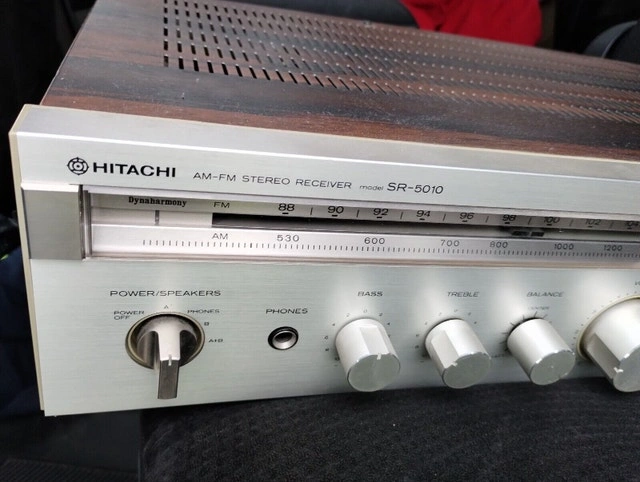 HITACHI AM-FM STEREO RECEIVER model SR-5010
Dynaharmony FM 88 90 92 94 96 98 100 102 104
AM 530 600 700 800 1000 1200
POWER/SPEAKERS
POWER OFF A PHONES B A+B
PHONES
BASS
TREBLE
BALANCE